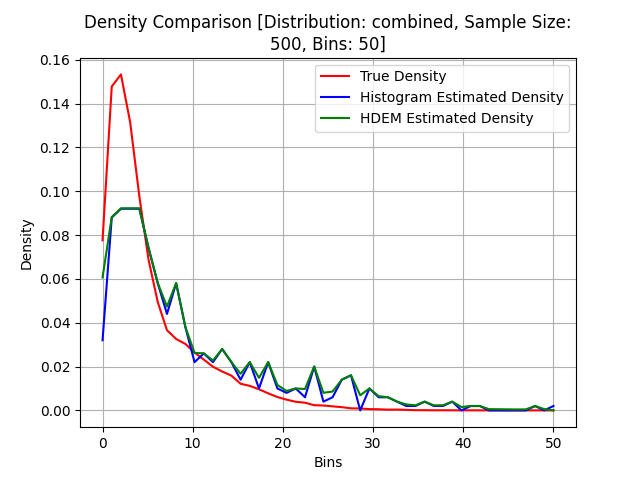 Density Comparison [Distribution: combined, Sample Size:
500, Bins: 50]
True Density
Histogram Estimated Density
HDEM Estimated Density
Density
0.16
0.14
0.12
0.10
0.08
0.06
0.04
0.02
0.00
0 10 20 30 40 50
Bins